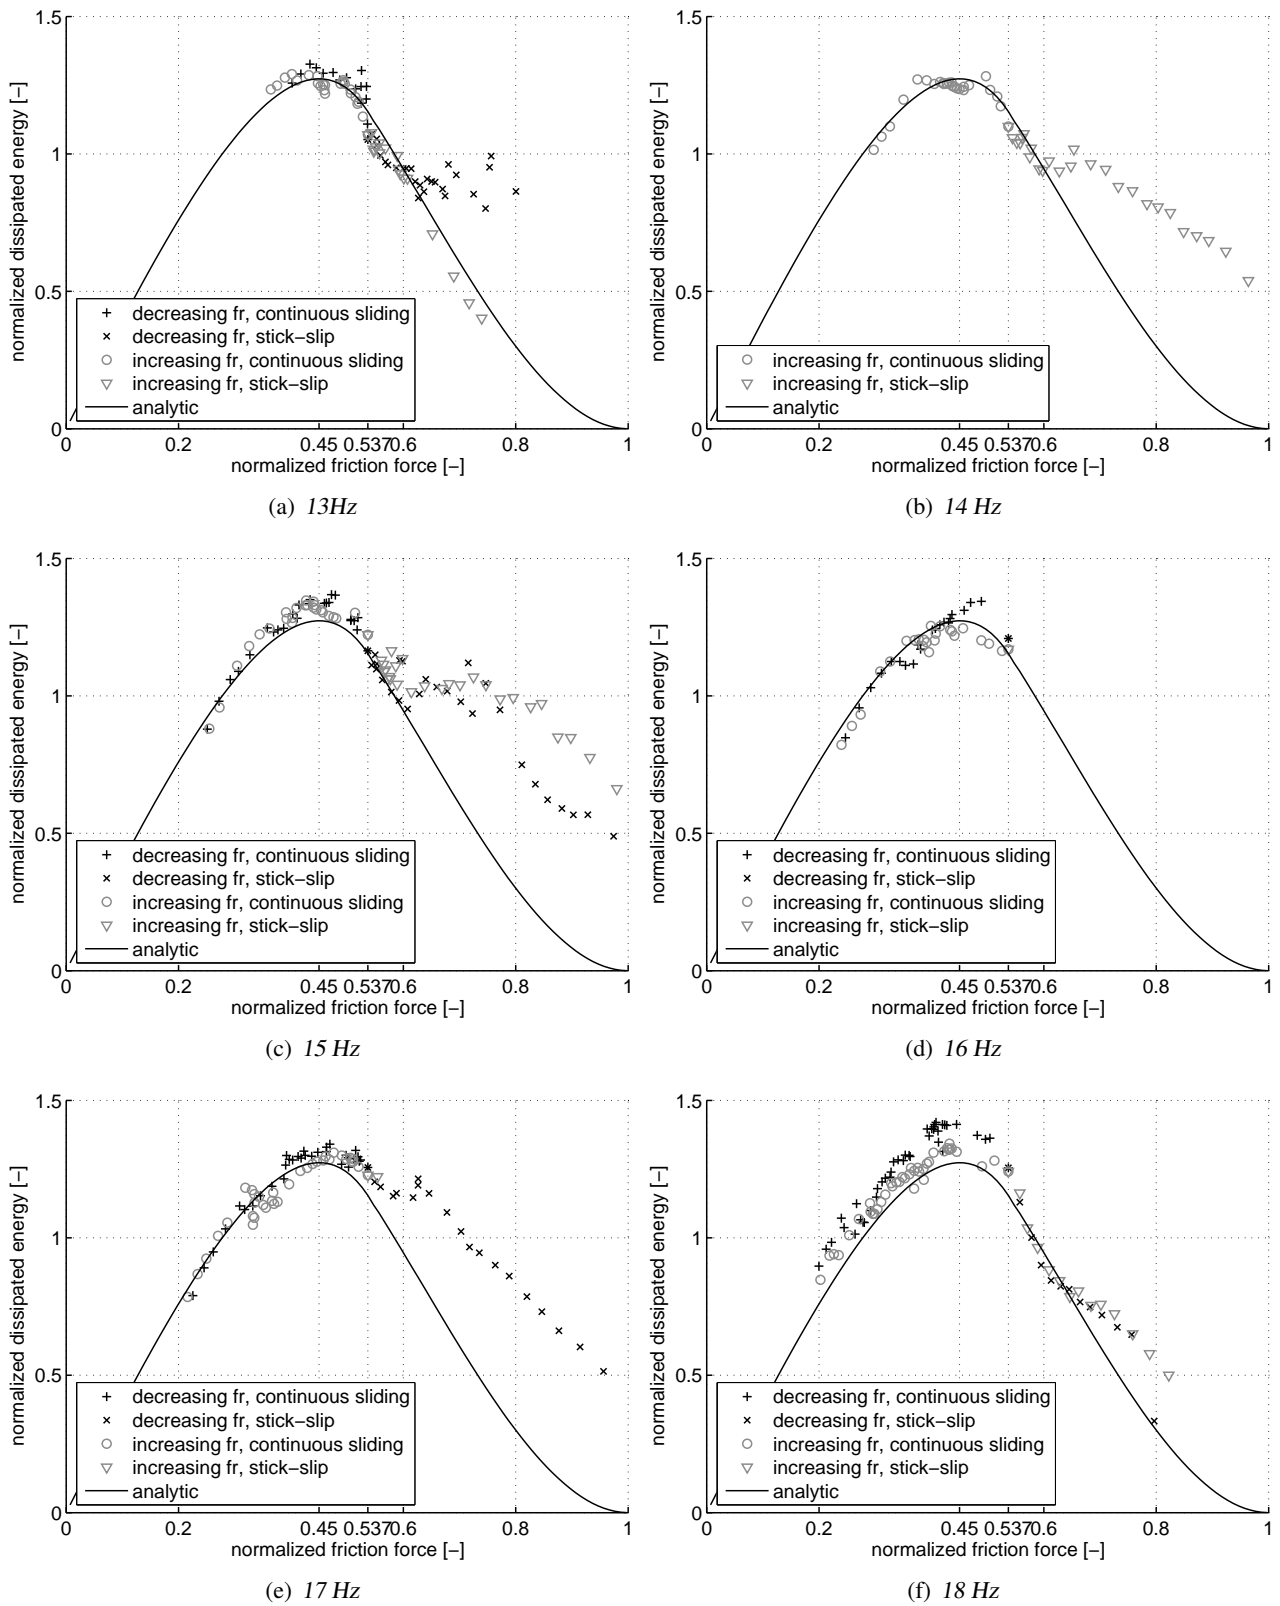 1.5
1
0.5
0
normalized dissipated energy [−]
decreasing fr, continuous sliding
decreasing fr, stick−slip
increasing fr, continuous sliding
increasing fr, stick−slip
analytic
0 0.2 0.45 0.537 0.6 0.8 1
normalized friction force [−]
(a) 13Hz
1.5
1
0.5
0
normalized dissipated energy [−]
increasing fr, continuous sliding
increasing fr, stick−slip
analytic
0 0.2 0.45 0.537 0.6 0.8 1
normalized friction force [−]
(b) 14 Hz
1.5
1
0.5
0
normalized dissipated energy [−]
decreasing fr, continuous sliding
decreasing fr, stick−slip
increasing fr, continuous sliding
increasing fr, stick−slip
analytic
0 0.2 0.45 0.537 0.6 0.8 1
normalized friction force [−]
(c) 15 Hz
1.5
1
0.5
0
normalized dissipated energy [−]
decreasing fr, continuous sliding
decreasing fr, stick−slip
increasing fr, continuous sliding
increasing fr, stick−slip
analytic
0 0.2 0.45 0.537 0.6 0.8 1
normalized friction force [−]
(d) 16 Hz
1.5
1
0.5
0
normalized dissipated energy [−]
decreasing fr, continuous sliding
decreasing fr, stick−slip
increasing fr, continuous sliding
increasing fr, stick−slip
analytic
0 0.2 0.45 0.537 0.6 0.8 1
normalized friction force [−]
(e) 17 Hz
1.5
1
0.5
0
normalized dissipated energy [−]
decreasing fr, continuous sliding
decreasing fr, stick−slip
increasing fr, continuous sliding
increasing fr, stick−slip
analytic
0 0.2 0.45 0.537 0.6 0.8 1
normalized friction force [−]
(f) 18 Hz